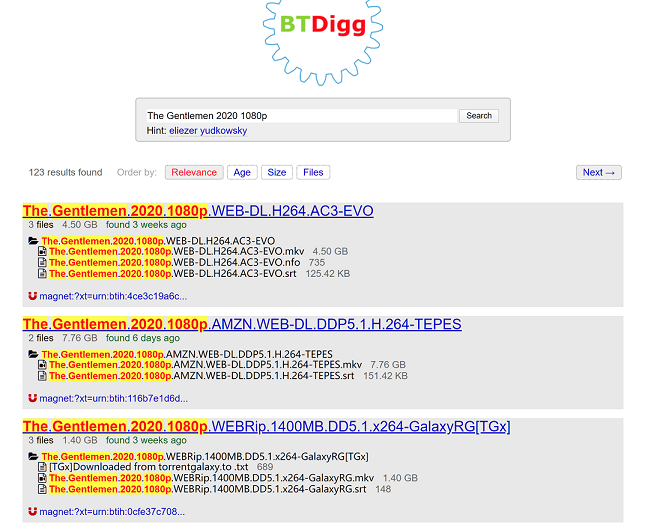 BTDigg
The Gentlemen 2020 1080p Search
Hint: eliezer yudkowsky
123 results found Order by: Relevance Age Size Files Next →
The.Gentlemen.2020.1080p.WEB-DL.H264.AC3-EVO
3 files 4.50 GB found 3 weeks ago
The.Gentlemen.2020.1080p.WEB-DL.H264.AC3-EVO
The.Gentlemen.2020.1080p.WEB-DL.H264.AC3-EVO.mkv 4.50 GB
The.Gentlemen.2020.1080p.WEB-DL.H264.AC3-EVO.nfo 735
The.Gentlemen.2020.1080p.WEB-DL.H264.AC3-EVO.srt 125.42 KB
magnet:?xt=urn:btih:4ce3c19a6c...
The.Gentlemen.2020.1080p.AMZN.WEB-DL.DDP5.1.H.264-TEPES
2 files 7.76 GB found 6 days ago
The.Gentlemen.2020.1080p.AMZN.WEB-DL.DDP5.1.H.264-TEPES
The.Gentlemen.2020.1080p.AMZN.WEB-DL.DDP5.1.H.264-TEPES.mkv 7.76 GB
The.Gentlemen.2020.1080p.AMZN.WEB-DL.DDP5.1.H.264-TEPES.srt 151.42 KB
magnet:?xt=urn:btih:116b7e1d6d...
The.Gentlemen.2020.1080p.WEBRip.1400MB.DD5.1.x264-GalaxyRG[TGx]
3 files 1.40 GB found 3 weeks ago
The.Gentlemen.2020.1080p.WEBRip.1400MB.DD5.1.x264-GalaxyRG[TGx]
[TGx]Downloaded from torrentgalaxy.to .txt 689
The.Gentlemen.2020.1080p.WEBRip.1400MB.DD5.1.x264-GalaxyRG.mkv 1.40 GB
The.Gentlemen.2020.1080p.WEBRip.1400MB.DD5.1.x264-GalaxyRG.srt 148
magnet:?xt=urn:btih:0cfe37c708...